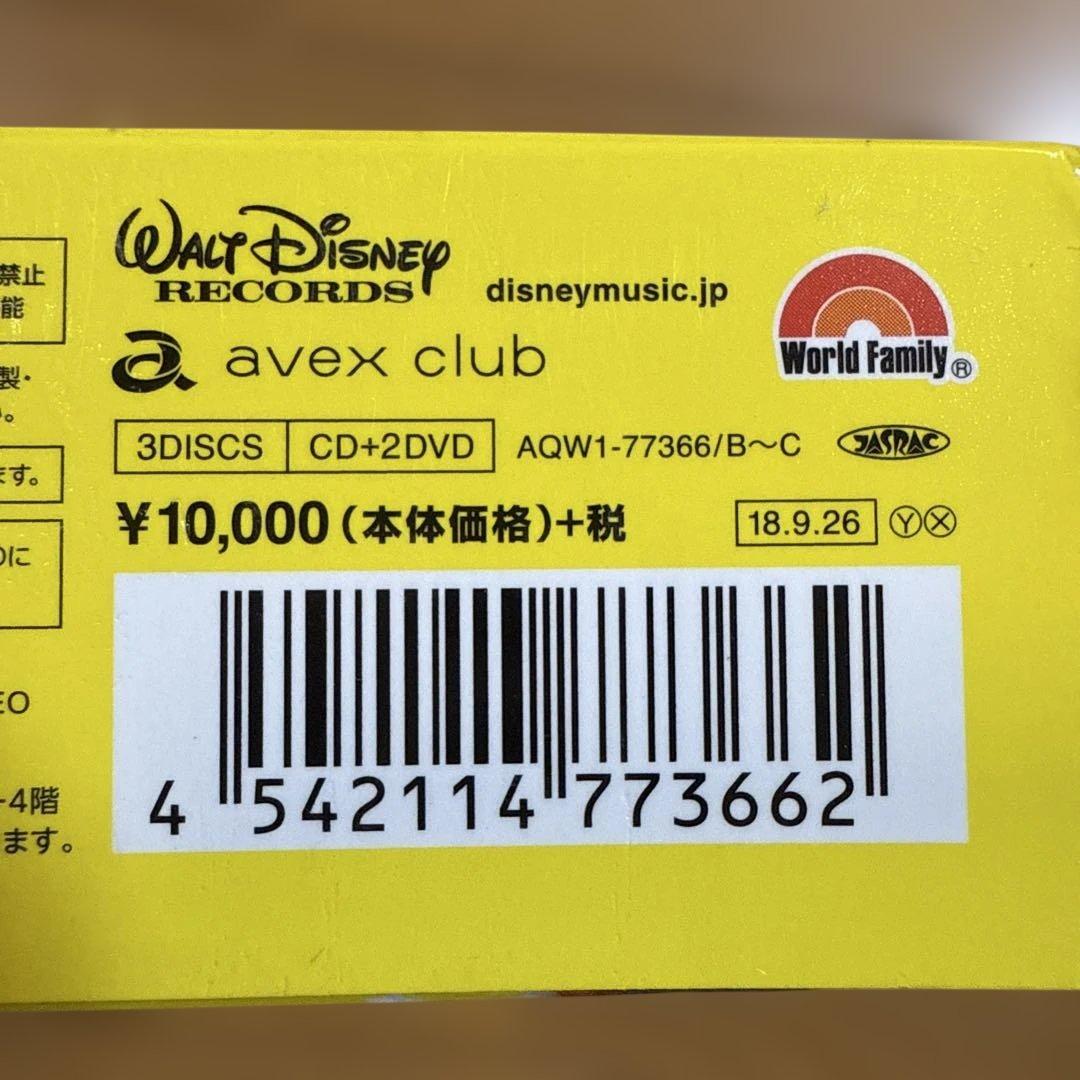 禁止
能
製・
。
ます。
のに
EO
-4階
ます。
WALT DISNEY
RECORDS
disneymusic.jp
World Family®
a avex club
3DISCS CD+2DVD AQW1-77366/B〜C JASRAC
¥10,000(本体価格)+税 18.9.26 Ⓨ Ⓧ
4 542114 773662